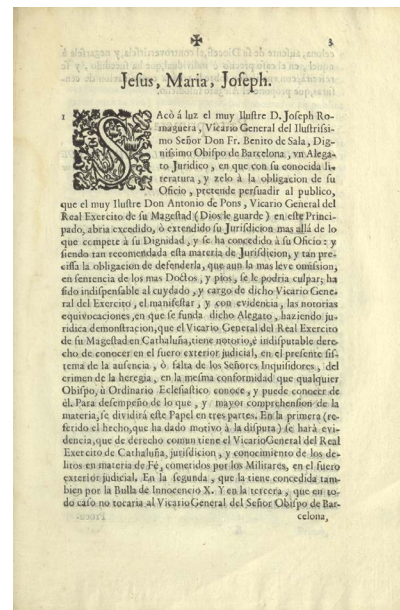 ✠ 3
Jesus, Maria, Joseph.
1 SAcò á luz el muy Ilustre D. Joseph Ro-
maguera, Vicario General del Ilustrissi-
mo Señor Don Fr. Benito de Sala, Dig-
nissimo Obispo de Barcelona, vn Alega-
to Juridico, en que con su conocida li-
teratura, y zelo à la obligacion de su
Oficio, pretende persuadir al publico,
que el muy Ilustre Don Antonio de Pons, Vicario General del
Real Exercito de su Magestad (Dios le guarde) en este Princi-
pado, abria excedido, ò extendido su Jurisdicion mas allá de lo
que compete à su Dignidad, y se ha concedido à su Oficio: y
siendo tan recomendada esta materia de Jurisdicion, y tan pre-
cissa la obligacion de defenderla, que aun la mas leve omission,
en sentencia de los mas Doctos, y pios, se le podria culpar; ha
sido indispensable al cuydado, y cargo de dicho Vicario Gene-
ral del Exercito, el manifestar, y con evidencia, las notorias
equivocaciones, en que se funda dicho Alegato, haziendo ju-
ridica demonstracion, que el Vicario General del Real Exercito
de su Magestad en Cathaluña, tiene notorio, è indisputable dere-
cho de conocer en el fuero exterior judicial, en el presente sis-
tema de la ausencia, ò falta de los Señores Inquisidores, del
crimen de la heregia, en la mesma conformidad que qualquier
Obispo, ù Ordinario Eclesiastico conoce, y puede conocer de
èl. Para desempeño de lo que, y mayor comprehension de la
materia, se dividirá este Papel en tres partes. En la primera (re-
ferido el hecho, que ha dado motivo à la disputa) se hará evi-
dencia, que de derecho comun tiene el Vicario General del Real
Exercito de Cathaluña, jurisdicion, y conocimiento de los de-
litos en materia de Fè, cometidos por los Militares, en el fuero
exterior judicial. En la segunda, que la tiene concedida tam-
bien por la Bulla de Innocencio X. Y en la tercera, que en to-
do caso no tocaria al Vicario General del Señor Obispo de Bar-
celona,